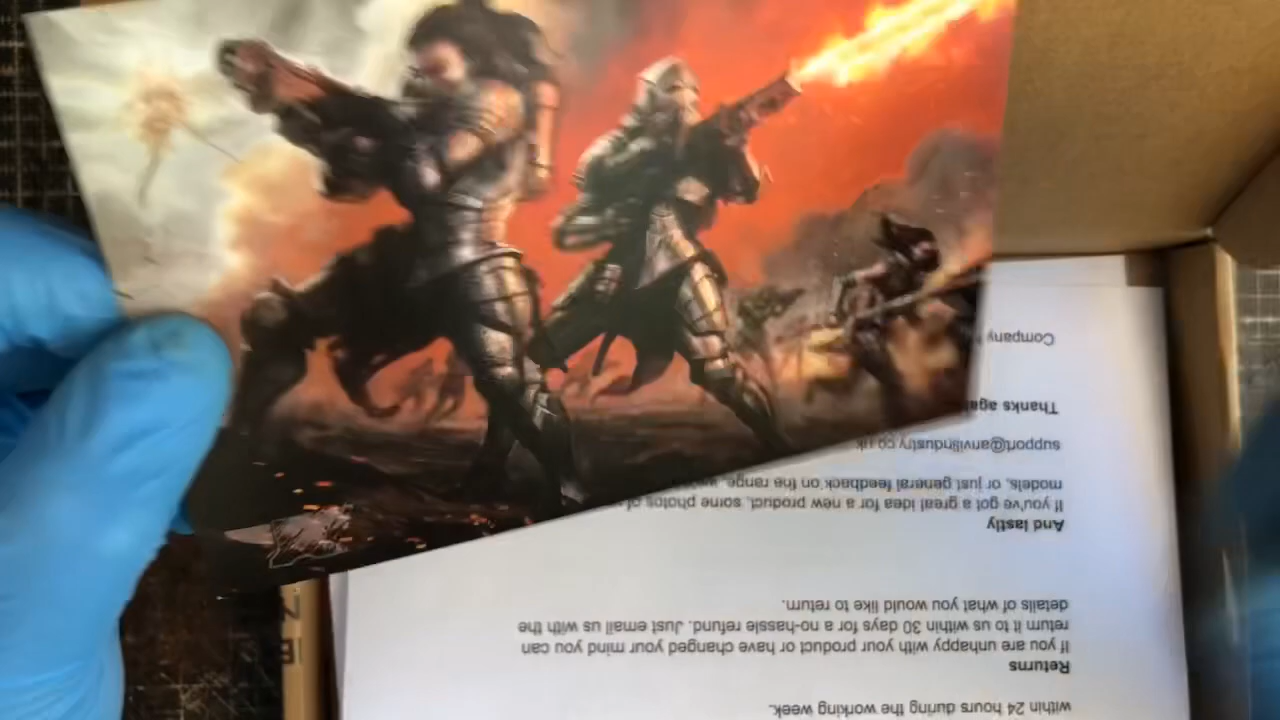 within 24 hours during the working week.
Returns
If you are unhappy with your product or have changed your mind you can
return it to us within 30 days for a no-hassle refund. Just email us with the
details of what you would like to return.
And lastly
If you've got a great idea for a new product, some photos of
models, or just general feedback on the range,
support@anvilindustry.co.uk
Thanks again
Company